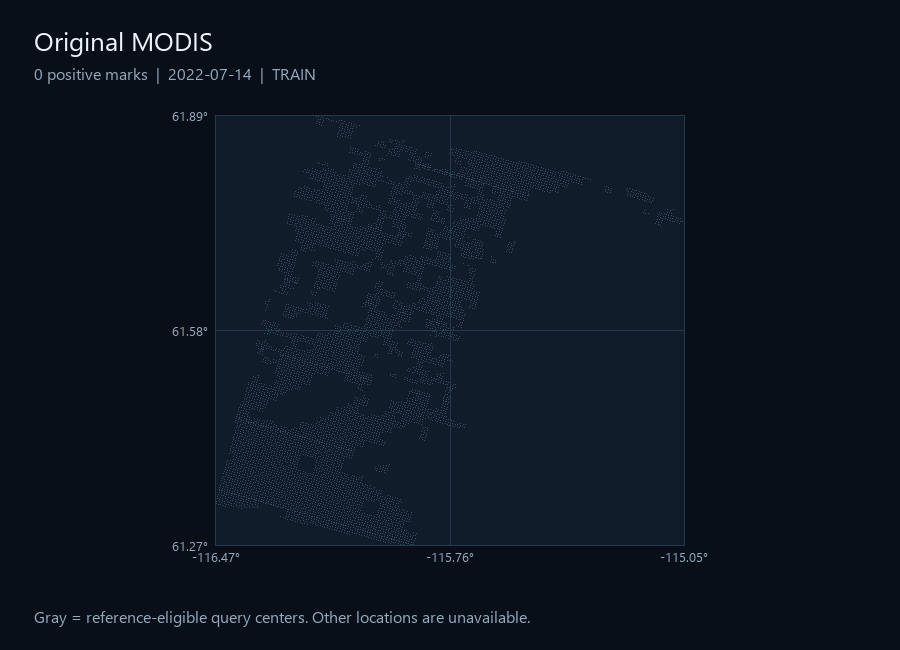 Original MODIS
0 positive marks | 2022-07-14 | TRAIN
61.89°
61.58°
61.27°
-116.47°
-115.76°
-115.05°
Gray = reference-eligible query centers. Other locations are unavailable.